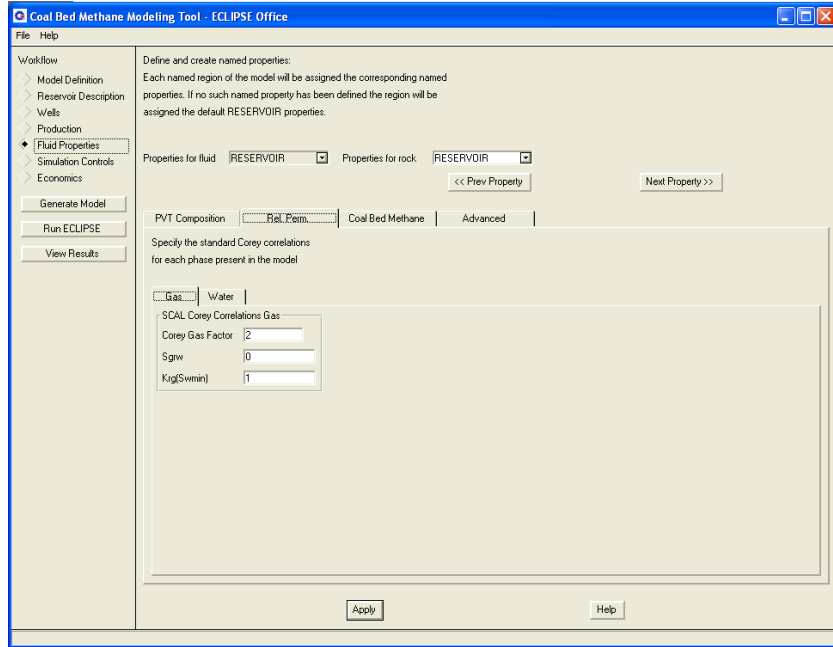 Coal Bed Methane Modeling Tool - ECLIPSE Office
File Help
Workflow
Model Definition
Reservoir Description
Wells
Production
Fluid Properties
Simulation Controls
Economics
Generate Model
Run ECLIPSE
View Results
Define and create named properties:
Each named region of the model will be assigned the corresponding named
properties. If no such named property has been defined the region will be
assigned the default RESERVOIR properties.
Properties for fluid RESERVOIR Properties for rock RESERVOIR
<< Prev Property Next Property >>
PVT Composition Rel. Perm. Coal Bed Methane Advanced
Specify the standard Corey correlations
for each phase present in the model
Gas Water
SCAL Corey Correlations Gas
Corey Gas Factor 2
Sgrw 0
Krg(Swmin) 1
Apply Help